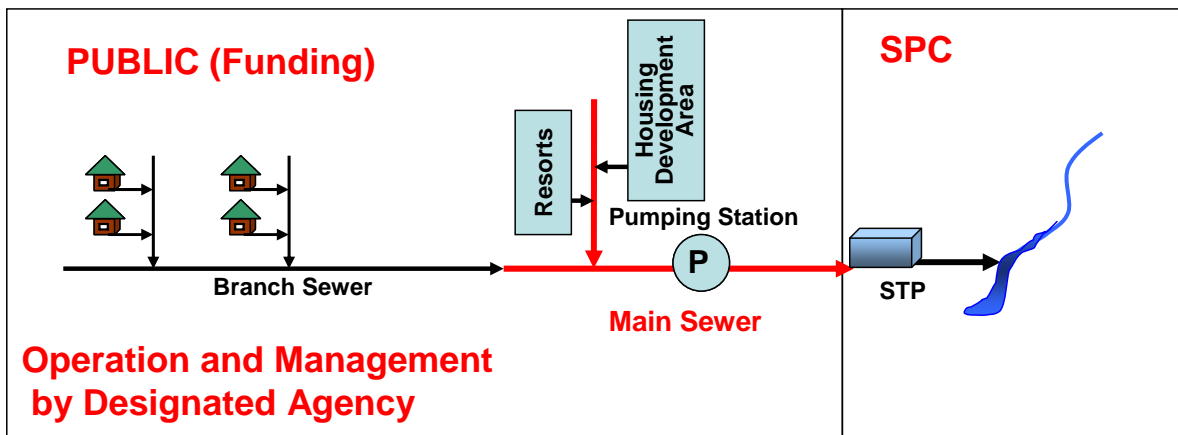 PUBLIC (Funding)
SPC
Resorts
Housing
Development
Area
Pumping Station
P
Branch Sewer
STP
Main Sewer
Operation and Management
by Designated Agency